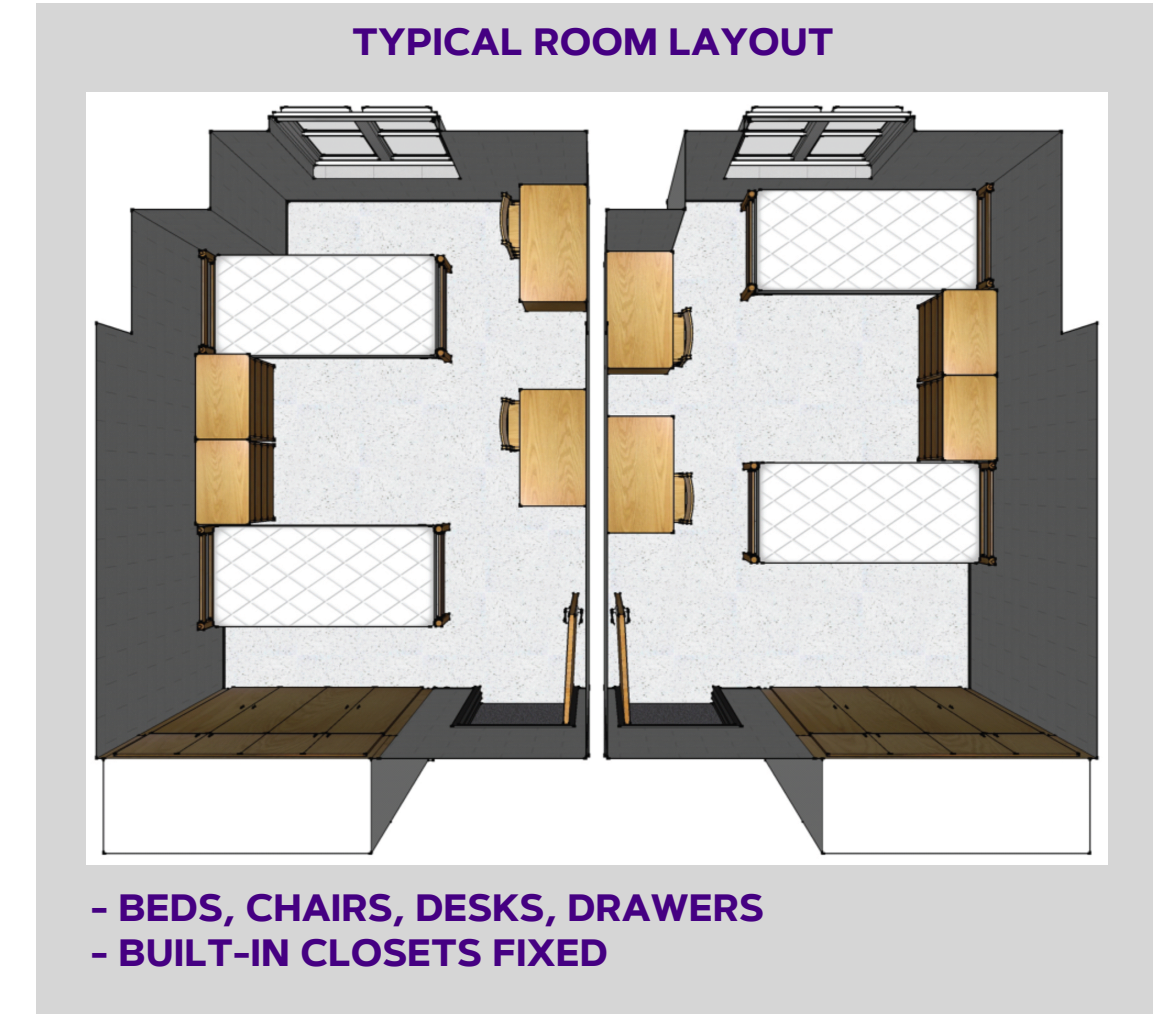 TYPICAL ROOM LAYOUT
- BEDS, CHAIRS, DESKS, DRAWERS
- BUILT-IN CLOSETS FIXED